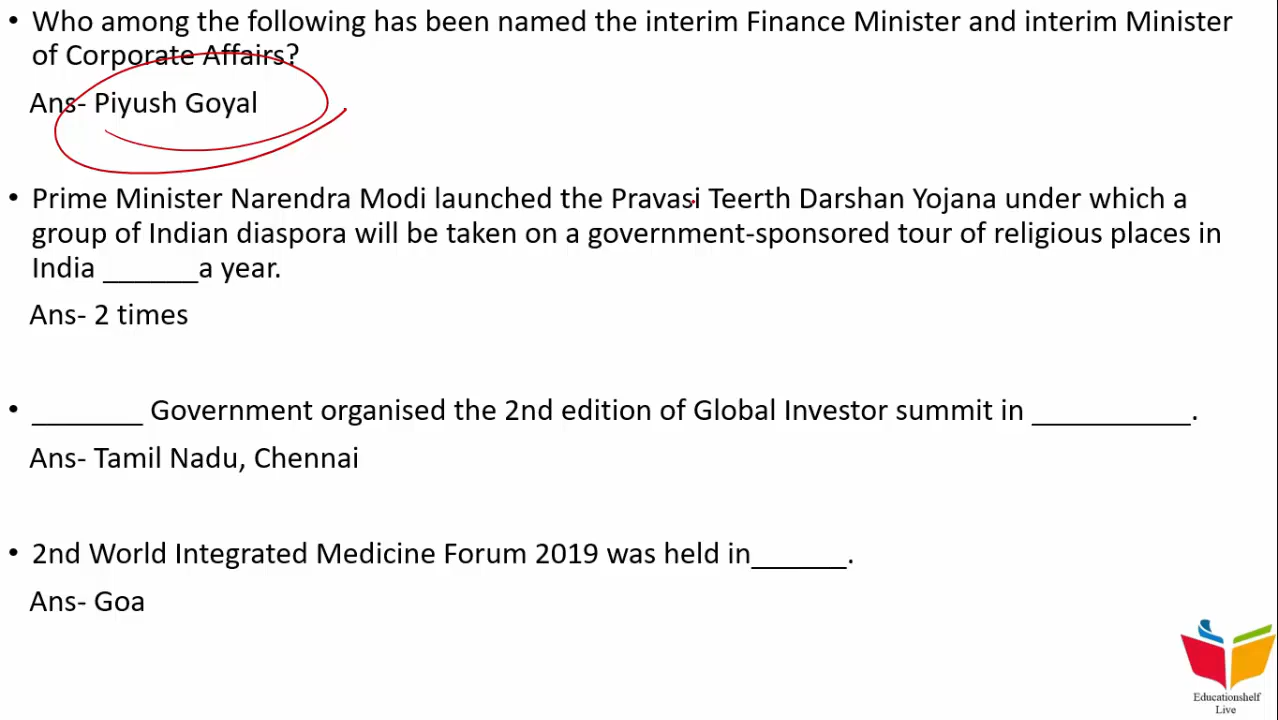 • Who among the following has been named the interim Finance Minister and interim Minister
of Corporate Affairs?
Ans- Piyush Goyal
• Prime Minister Narendra Modi launched the Pravasi Teerth Darshan Yojana under which a
group of Indian diaspora will be taken on a government-sponsored tour of religious places in
India ______a year.
Ans- 2 times
• _______ Government organised the 2nd edition of Global Investor summit in __________.
Ans- Tamil Nadu, Chennai
• 2nd World Integrated Medicine Forum 2019 was held in______.
Ans- Goa
Educationshelf
Live